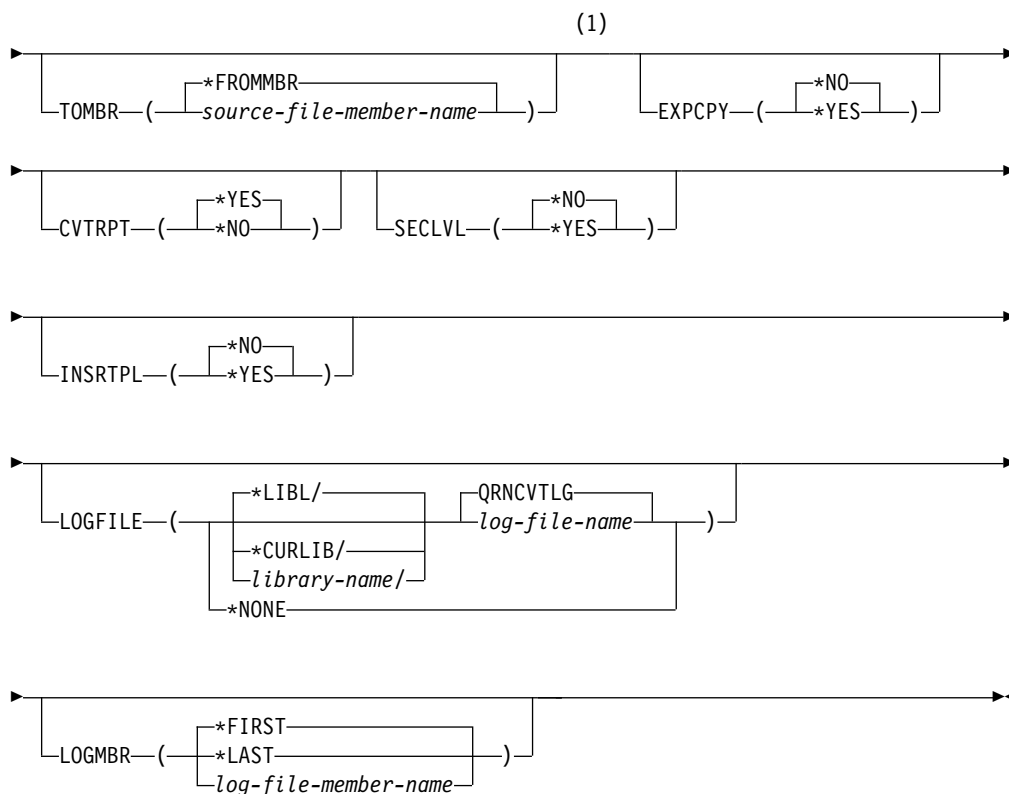 (1)
*FROMMBR
TOMBR ( source-file-member-name )
*NO
EXPCPY ( *YES )
*YES
CVTRPT ( *NO )
*NO
SECLVL ( *YES )
*NO
INSRTPL ( *YES )
*LIBL/ QRNCVTLG
LOGFILE ( log-file-name )
*CURLIB/
library-name/
*NONE
*FIRST
LOGMBR ( *LAST )
log-file-member-name